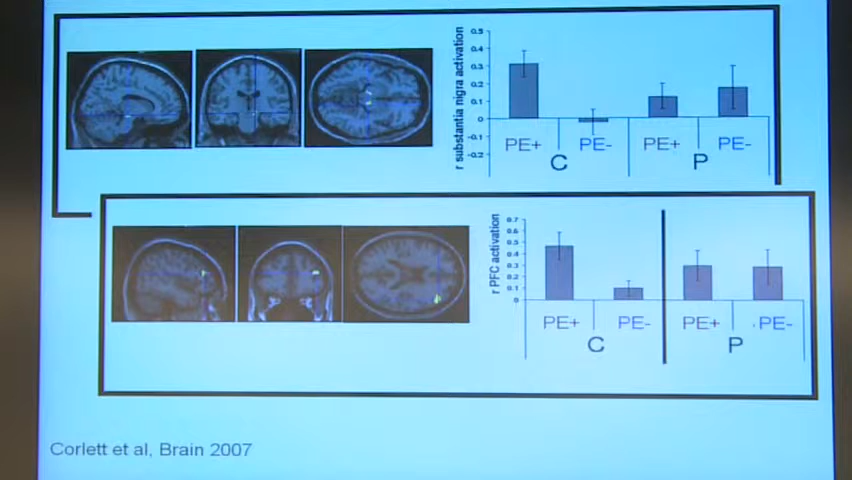 r substantia nigra activation
0.5
0.4
0.3
0.2
0.1
0
-0.1
-0.2
PE+ PE- PE+ PE-
C P
r PFC activation
0.7
0.6
0.5
0.4
0.3
0.2
0.1
0
PE+ PE- PE+ PE-
C P
Corlett et al, Brain 2007